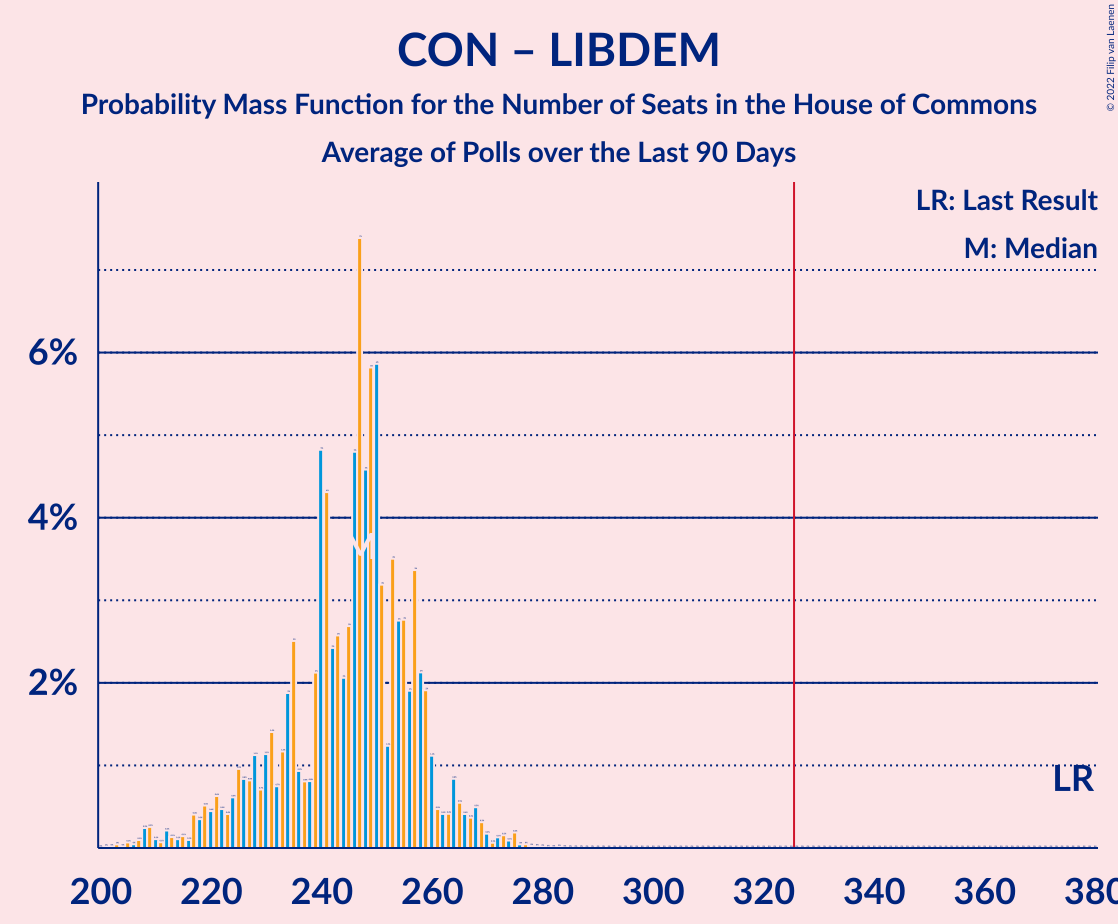 CON – LIBDEM
Probability Mass Function for the Number of Seats in the House of Commons
Average of Polls over the Last 90 Days
© 2022 Filip van Laenen
LR: Last Result
M: Median
6%
4%
2%
M
LR
200 220 240 260 280 300 320 340 360 380